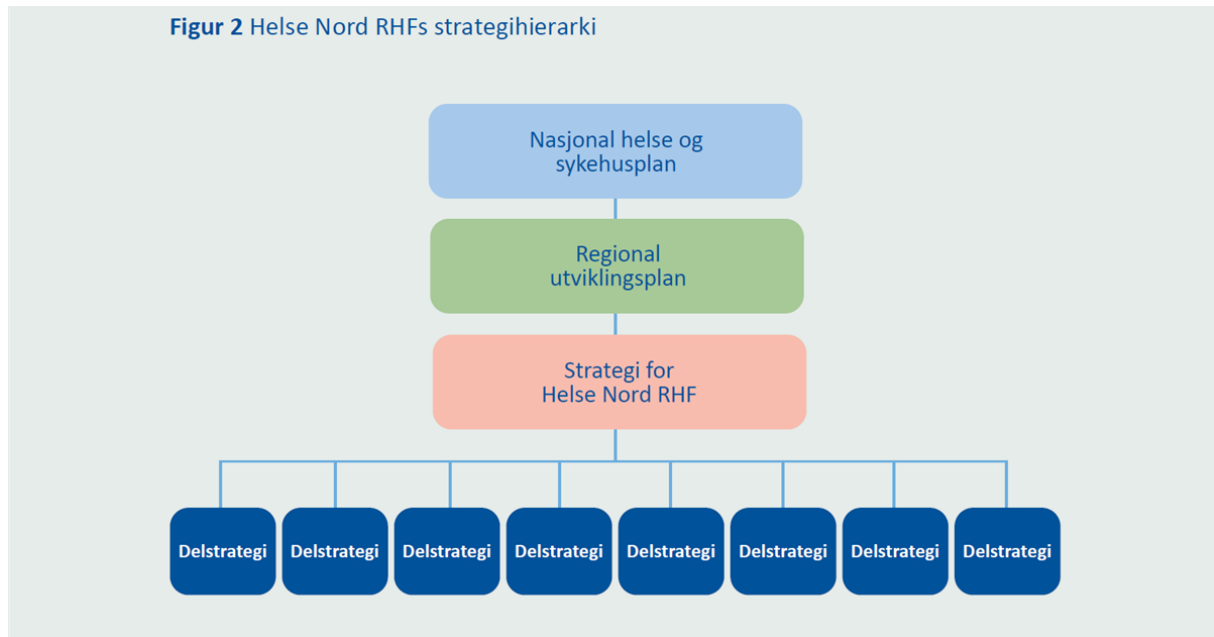 Figur 2 Helse Nord RHFs strategihierarki
Nasjonal helse og
sykehusplan
Regional
utviklingsplan
Strategi for
Helse Nord RHF
Delstrategi
Delstrategi
Delstrategi
Delstrategi
Delstrategi
Delstrategi
Delstrategi
Delstrategi